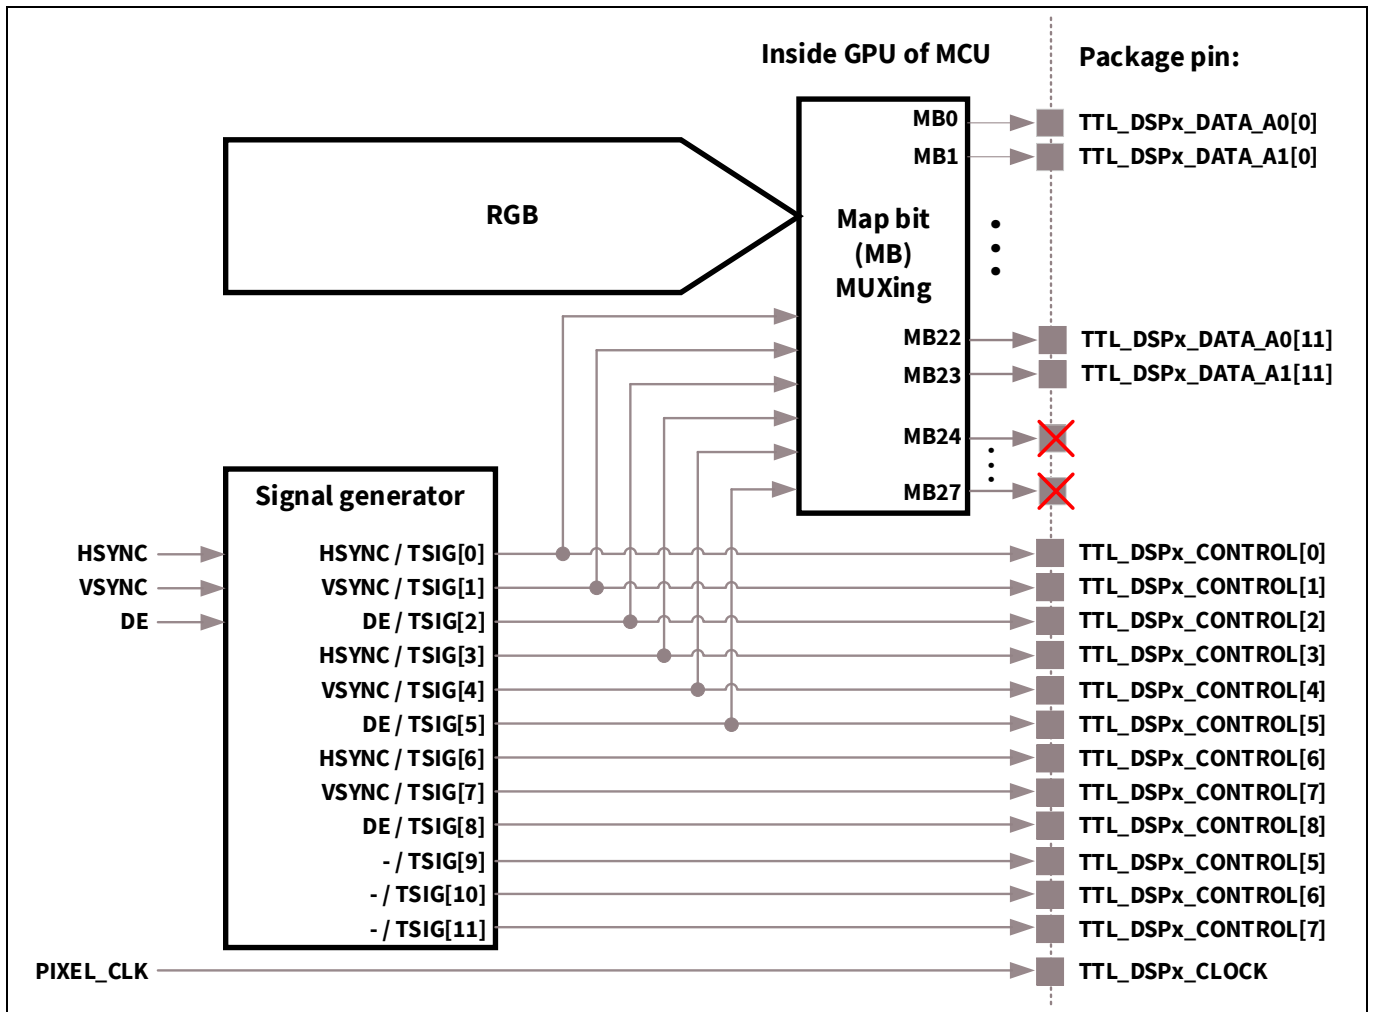 Inside GPU of MCU
Package pin:
MB0
TTL_DSPx_DATA_A0[0]
MB1
TTL_DSPx_DATA_A1[0]
RGB
Map bit
(MB)
MUXing
MB22
TTL_DSPx_DATA_A0[11]
MB23
TTL_DSPx_DATA_A1[11]
MB24
MB27
Signal generator
HSYNC
HSYNC / TSIG[0]
TTL_DSPx_CONTROL[0]
VSYNC
VSYNC / TSIG[1]
TTL_DSPx_CONTROL[1]
DE
DE / TSIG[2]
TTL_DSPx_CONTROL[2]
HSYNC / TSIG[3]
TTL_DSPx_CONTROL[3]
VSYNC / TSIG[4]
TTL_DSPx_CONTROL[4]
DE / TSIG[5]
TTL_DSPx_CONTROL[5]
HSYNC / TSIG[6]
TTL_DSPx_CONTROL[6]
VSYNC / TSIG[7]
TTL_DSPx_CONTROL[7]
DE / TSIG[8]
TTL_DSPx_CONTROL[8]
- / TSIG[9]
TTL_DSPx_CONTROL[5]
- / TSIG[10]
TTL_DSPx_CONTROL[6]
- / TSIG[11]
TTL_DSPx_CONTROL[7]
PIXEL_CLK
TTL_DSPx_CLOCK